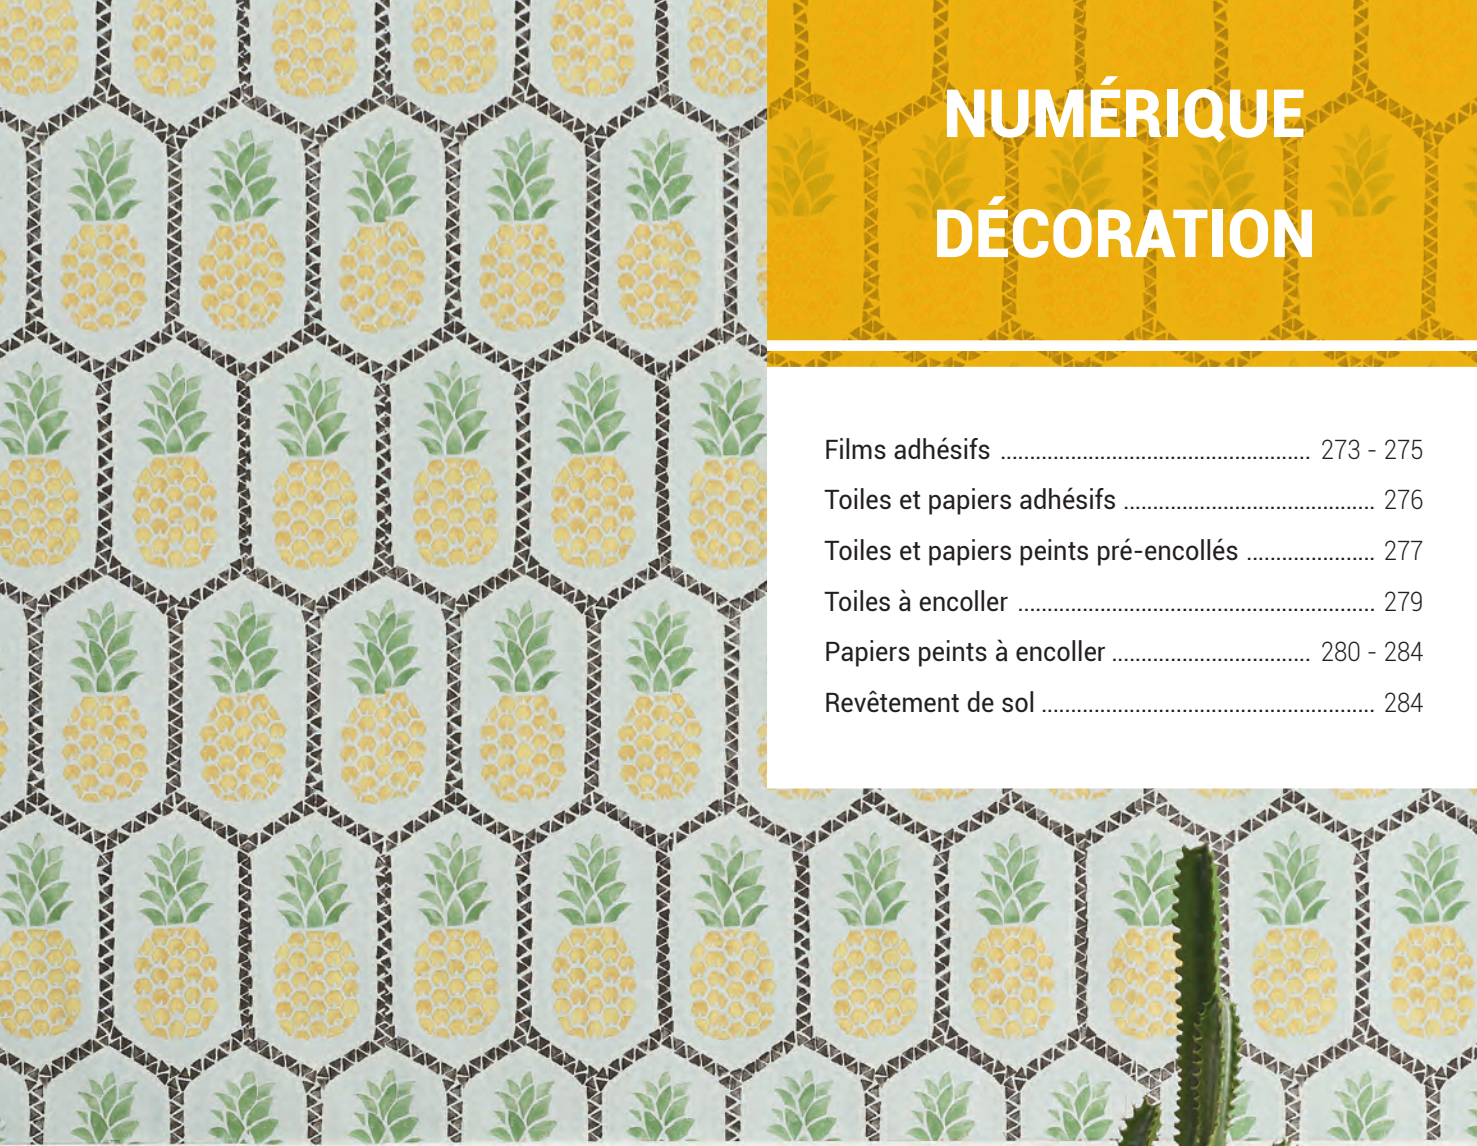 NUMÉRIQUE
DÉCORATION
Films adhésifs ..................................................... 273 - 275
Toiles et papiers adhésifs ........................................... 276
Toiles et papiers peints pré-encollés ...................... 277
Toiles à encoller ............................................................. 279
Papiers peints à encoller .................................. 280 - 284
Revêtement de sol ......................................................... 284